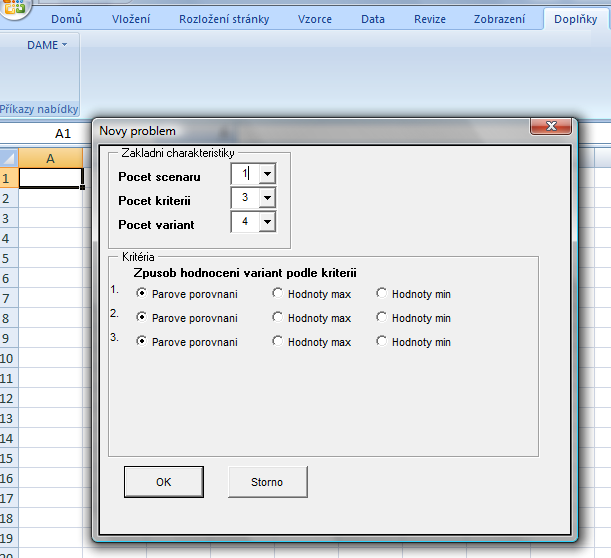 Domů Vložení Rozložení stránky Vzorce Data Revize Zobrazení Doplňky
DAME
Příkazy nabídky
A1
A
Novy problem
Zakladni charakteristiky
Pocet scenaru 1
Pocet kriterii 3
Pocet variant 4
Kritéria
Zpusob hodnoceni variant podle kriterii
1. Parove porovnani Hodnoty max Hodnoty min
2. Parove porovnani Hodnoty max Hodnoty min
3. Parove porovnani Hodnoty max Hodnoty min
OK Storno
1
2
3
4
5
6
7
8
9
10
11
12
13
14
15
16
17
18
19
20